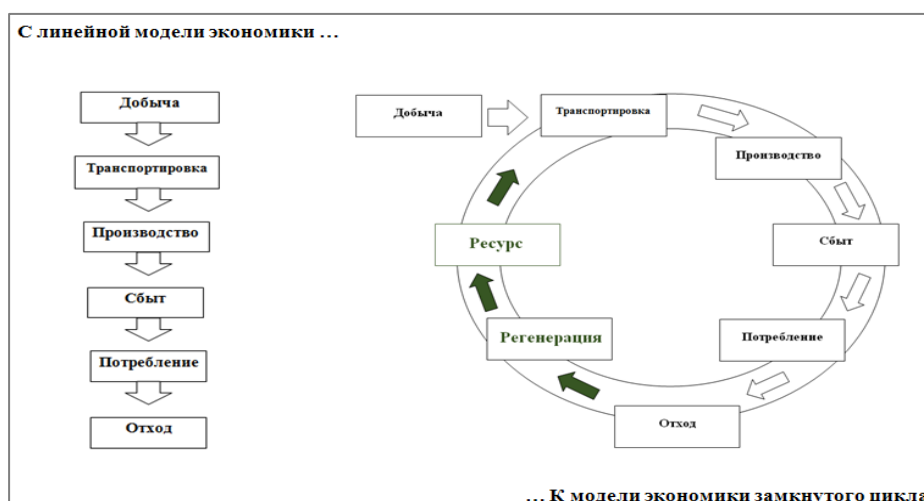 С линейной модели экономики ...
Добыча
Транспортировка
Производство
Сбыт
Потребление
Отход
Добыча
Транспортировка
Производство
Сбыт
Потребление
Отход
Регенерация
Ресурс
... К модели экономики замкнутого цикла